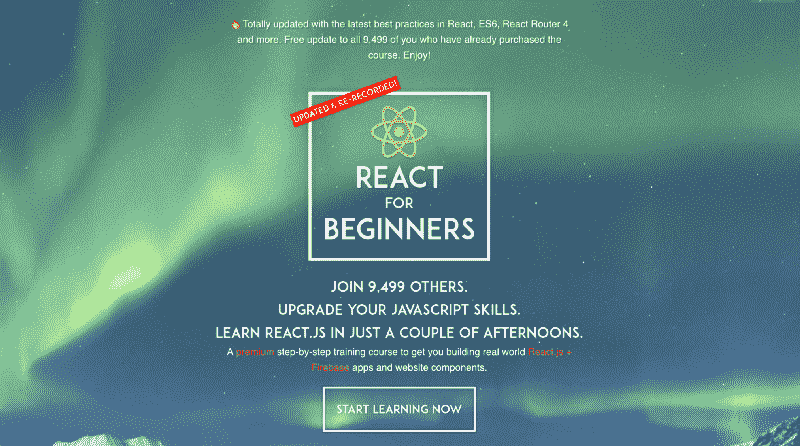 Totally updated with the latest best practices in React, ES6, React Router 4
and more. Free update to all 9,499 of you who have already purchased the
course. Enjoy!
UPDATED & RE-RECORDED!
REACT
FOR
BEGINNERS
JOIN 9,499 OTHERS.
UPGRADE YOUR JAVASCRIPT SKILLS.
LEARN REACT.JS IN JUST A COUPLE OF AFTERNOONS.
A premium step-by-step training course to get you building real world React.js +
Firebase apps and website components.
START LEARNING NOW